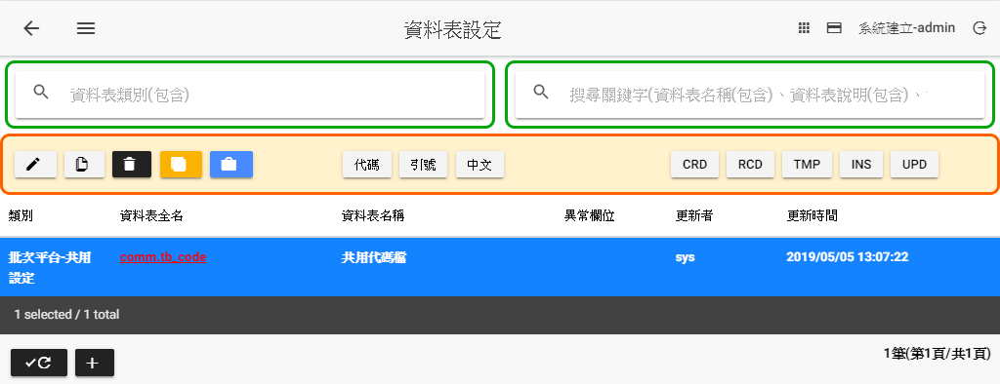 資料表設定
系統建立-admin
資料表類別(包含)
搜尋關鍵字(資料表名稱(包含)、資料表說明(包含)、
代碼 引號 中文 CRD RCD TMP INS UPD
類別 資料表全名 資料表名稱 異常欄位 更新者 更新時間
批次平台-共用 comm.tb_code 共用代碼檔 sys 2019/05/05 13:07:22
設定
1 selected / 1 total
1筆(第1頁/共1頁)